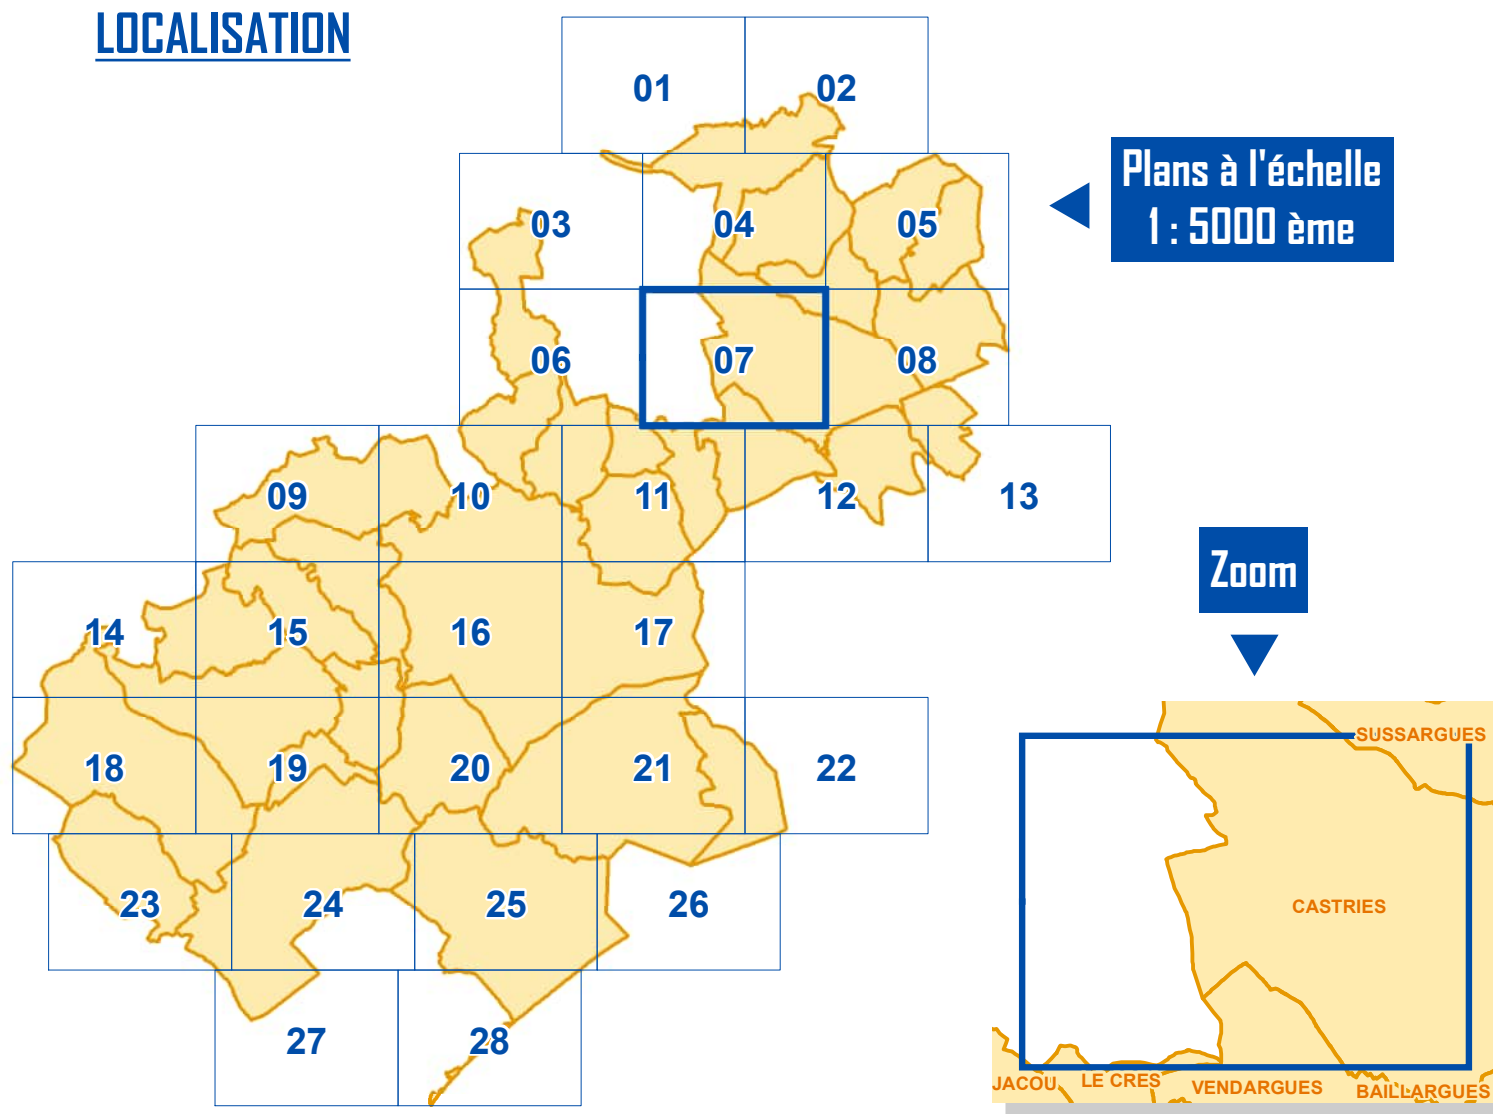 LOCALISATION
01
02
Plans à l'échelle
1 : 5000 ème
03
04
05
06
07
08
09
10
11
12
13
Zoom
14
15
16
17
18
19
20
21
22
SUSSARGUES
23
24
25
26
CASTRIES
27
28
JACOU
LE CRES
VENDARGUES
BAILLARGUES